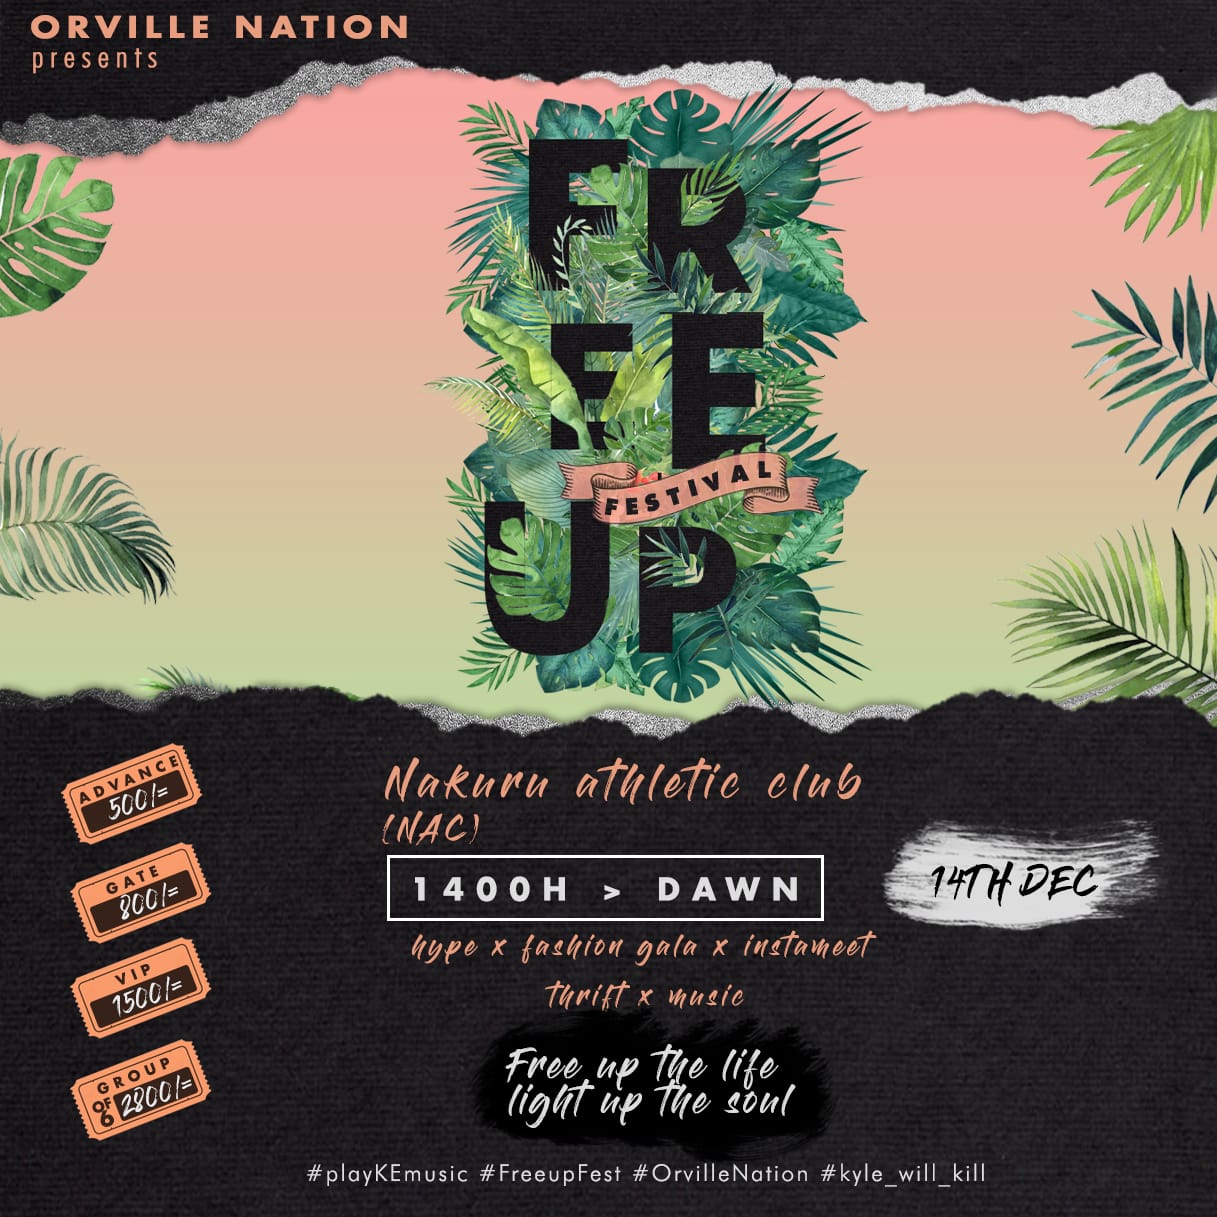 ORVILLE NATION
presents
FR
EE
FESTIVAL
UP
ADVANCE
500/=
GATE
800/=
VIP
1500/=
GROUP
OF 6
2800/=
Nakuru athletic club
(NAC)
1400H > DAWN
14TH DEC
hype x fashion gala x instameet
thrift x music
Free up the life
light up the soul
#playKEmusic #FreeupFest #OrvilleNation #kyle_will_kill